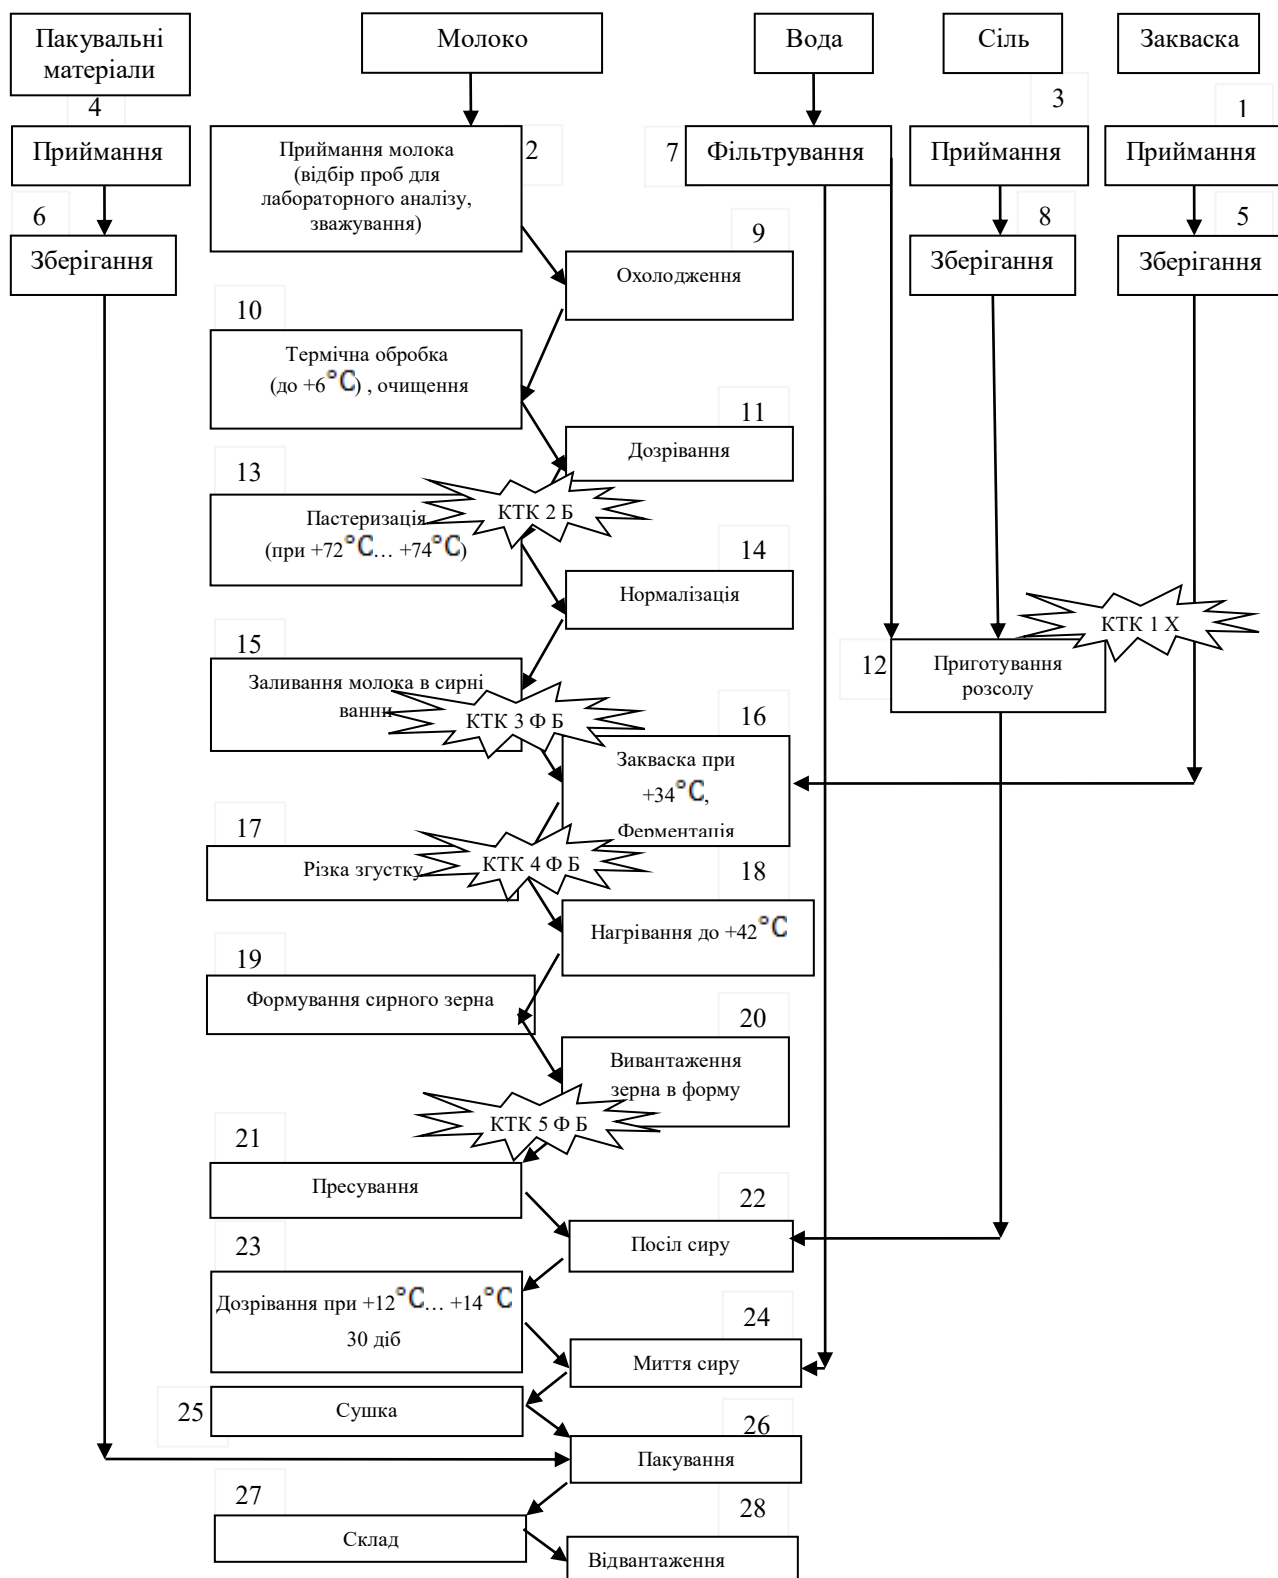 Пакувальні
матеріали
Молоко
Вода
Сіль
Закваска
4
3
1
Приймання
Приймання молока
(відбір проб для
лабораторного аналізу,
зважування)
2
7
Фільтрування
Приймання
Приймання
6
8
5
Зберігання
9
Охолодження
Зберігання
Зберігання
10
Термічна обробка
(до +6°С) , очищення
11
Дозрівання
13
КТК 2 Б
Пастеризація
(при +72°С… +74°С)
14
Нормалізація
КТК 1 Х
15
12
Приготування
розсолу
Заливання молока в сирні
ванни
КТК 3 Ф Б
16
Закваска при
+34°С,
Ферментація
17
Різка згустку
КТК 4 Ф Б
18
Нагрівання до +42°С
19
Формування сирного зерна
20
Вивантаження
зерна в форму
КТК 5 Ф Б
21
Пресування
22
Посіл сиру
23
Дозрівання при +12°С… +14°С
30 діб
24
Миття сиру
25
Сушка
26
Пакування
27
Склад
28
Відвантаження